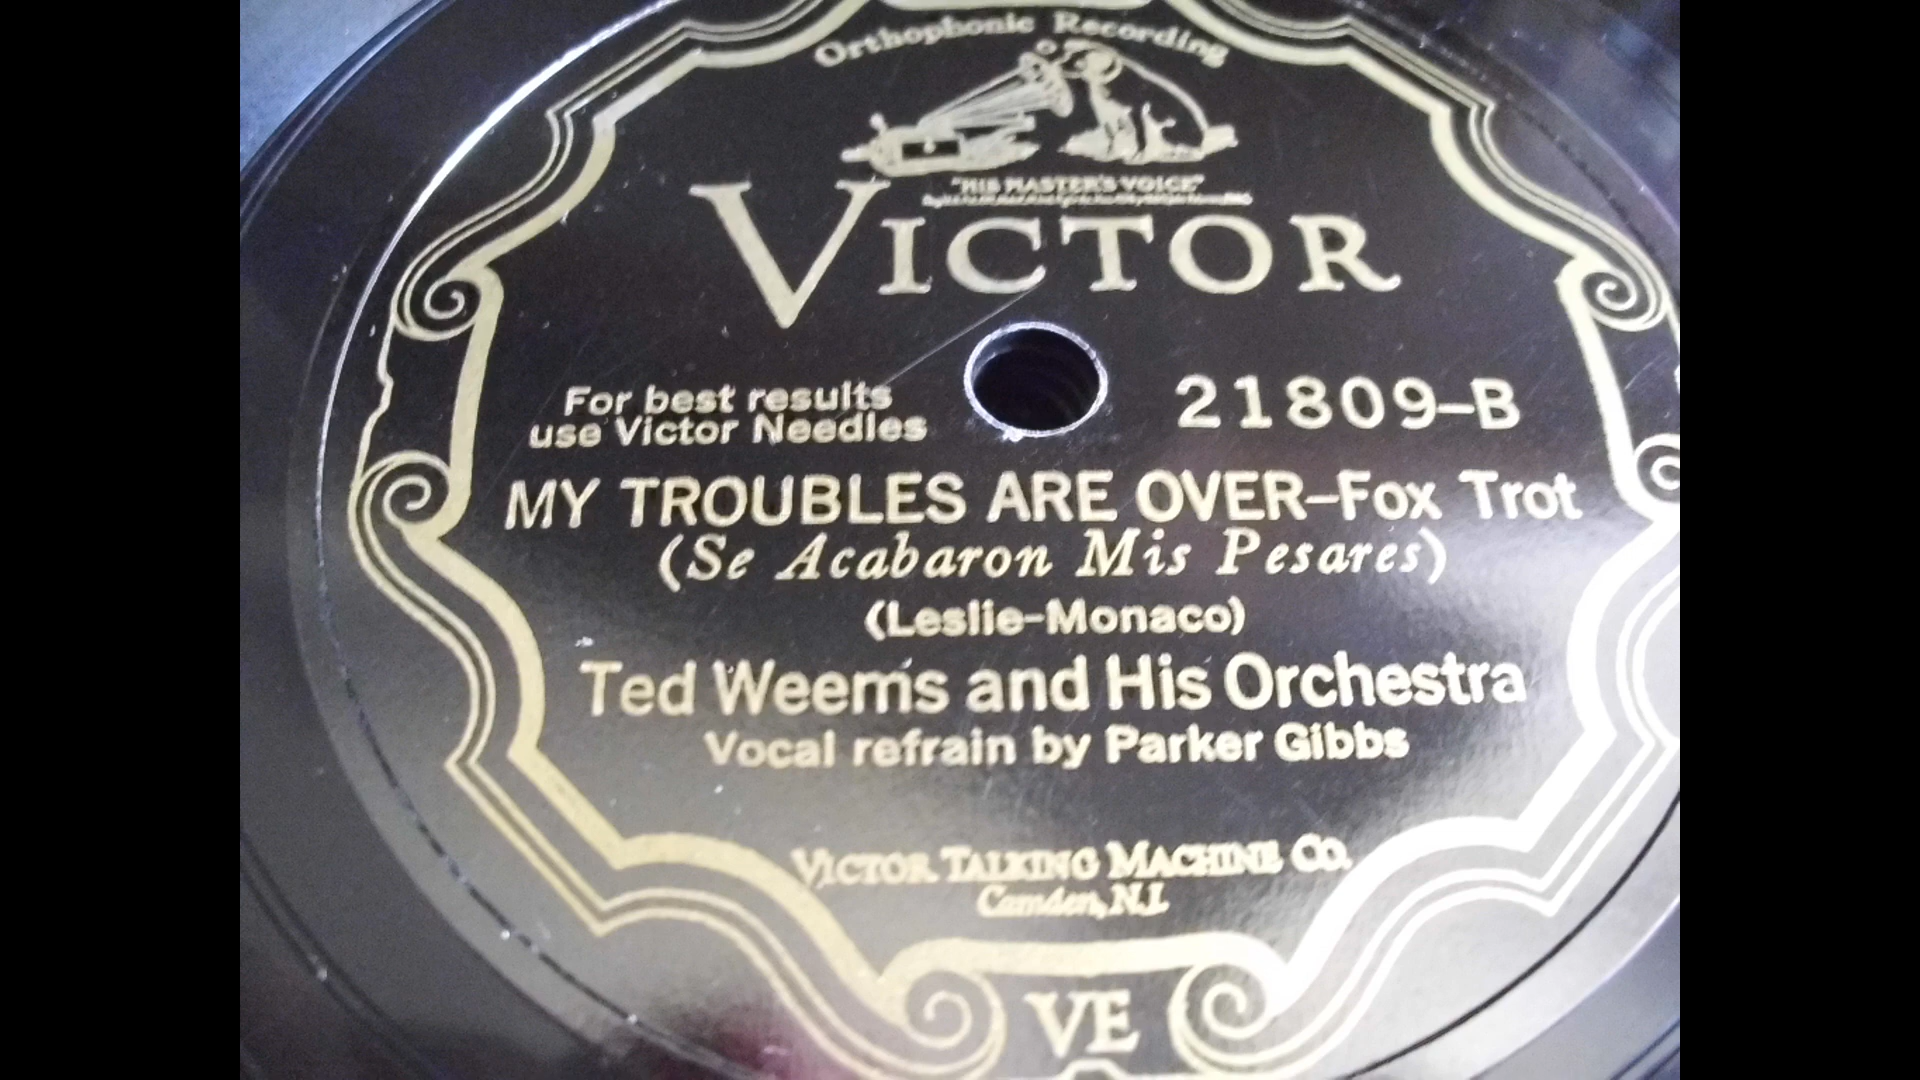 Orthophonic Recording
"HIS MASTER'S VOICE"
VICTOR
For best results
use Victor Needles
21809-B
MY TROUBLES ARE OVER-Fox Trot
(Se Acabaron Mis Pesares)
(Leslie-Monaco)
Ted Weems and His Orchestra
Vocal refrain by Parker Gibbs
VICTOR TALKING MACHINE CO.
Camden, N.J.
VE